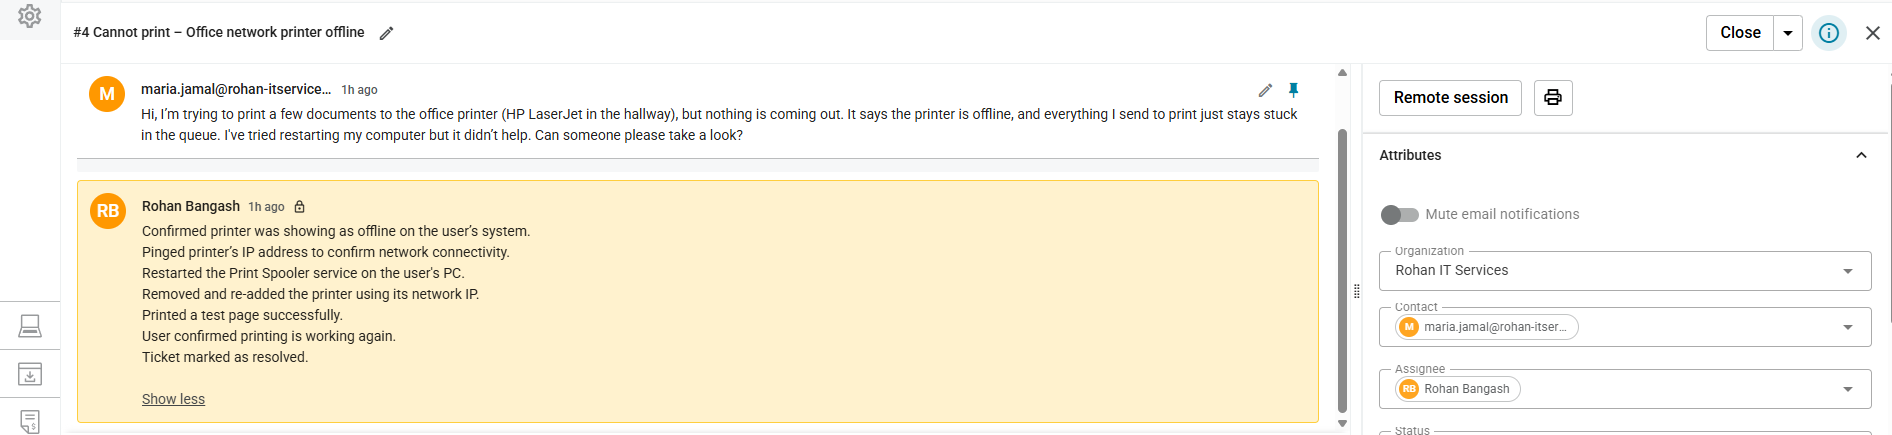 #4 Cannot print – Office network printer offline
Close
M
maria.jamal@rohan-itservice... 1h ago
Hi, I'm trying to print a few documents to the office printer (HP LaserJet in the hallway), but nothing is coming out. It says the printer is offline, and everything I send to print just stays stuck
in the queue. I've tried restarting my computer but it didn't help. Can someone please take a look?
RB
Rohan Bangash 1h ago
Confirmed printer was showing as offline on the user's system.
Pinged printer's IP address to confirm network connectivity.
Restarted the Print Spooler service on the user's PC.
Removed and re-added the printer using its network IP.
Printed a test page successfully.
User confirmed printing is working again.
Ticket marked as resolved.
Show less
Remote session
Attributes
Mute email notifications
Organization
Rohan IT Services
Contact
M maria.jamal@rohan-itser...
Assignee
RB Rohan Bangash
Status